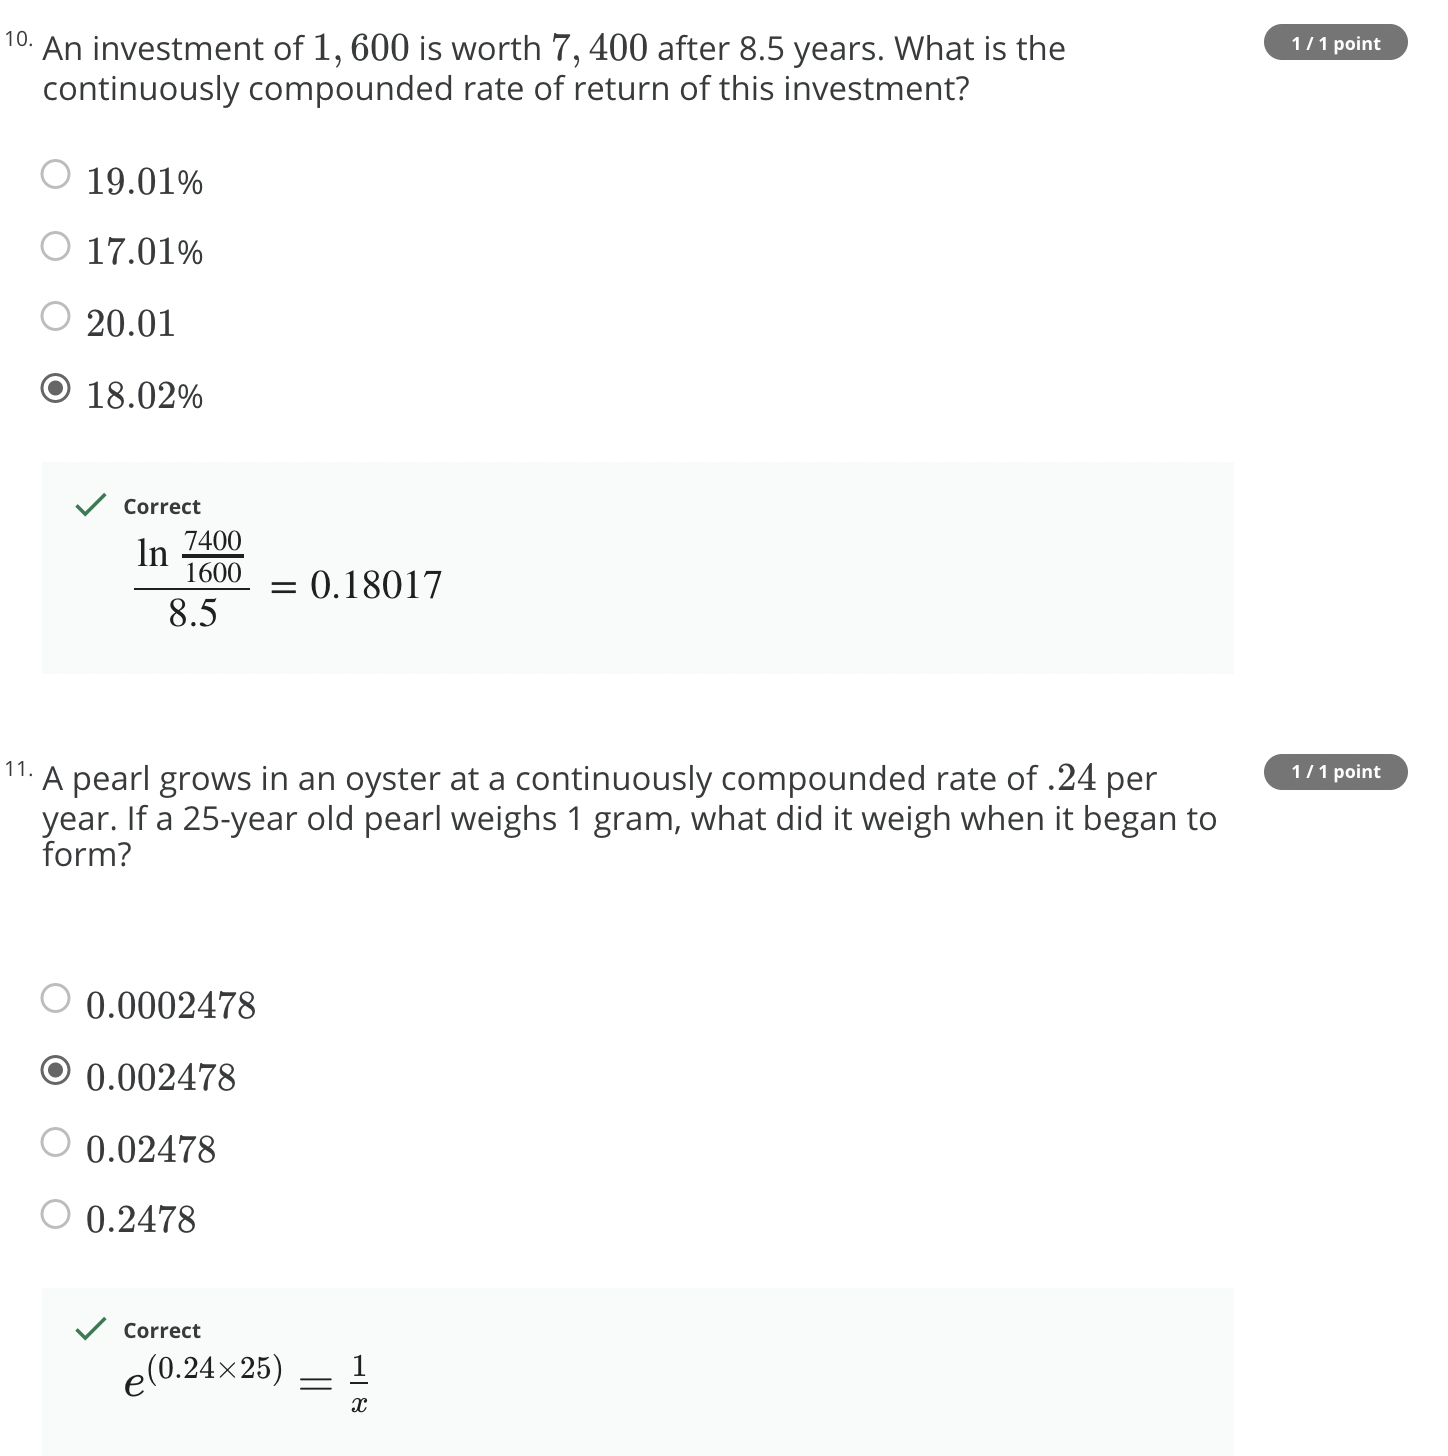 10. An investment of 1, 600 is worth 7, 400 after 8.5 years. What is the
1 / 1 point
continuously compounded rate of return of this investment?
19.01%
17.01%
20.01
18.02%
Correct
ln 7400/1600 / 8.5 = 0.18017
11. A pearl grows in an oyster at a continuously compounded rate of .24 per
1 / 1 point
year. If a 25-year old pearl weighs 1 gram, what did it weigh when it began to
form?
0.0002478
0.002478
0.02478
0.2478
Correct
e^(0.24×25) = 1/x